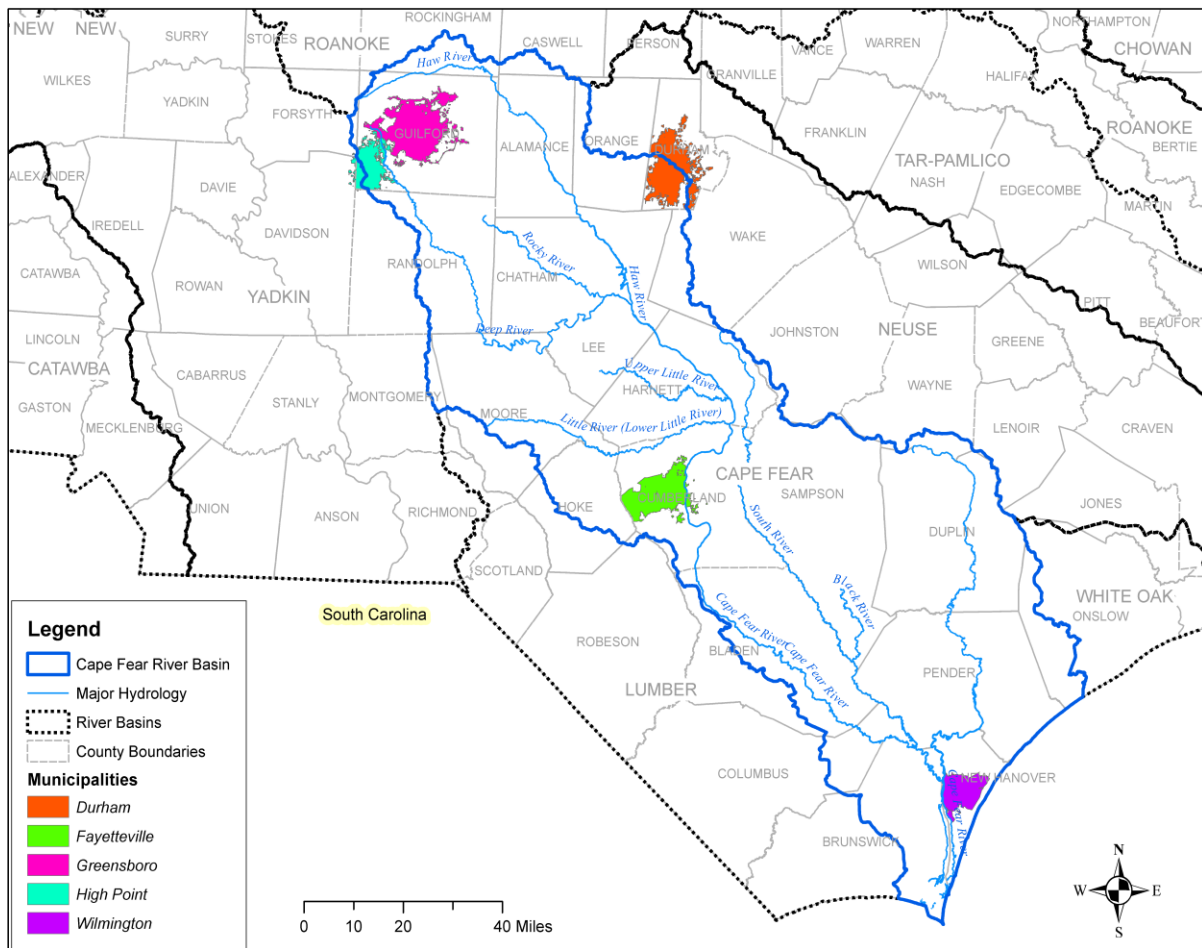 NEW
NEW
SURRY
STOKES
ROANOKE
ROCKINGHAM
CASWELL
PERSON
VANCE
WARREN
NORTHAMPTON
CHOWAN
WILKES
YADKIN
FORSYTH
Haw River
GRANVILLE
HALIFAX
GUILFORD
ALAMANCE
ORANGE
DURHAM
FRANKLIN
ROANOKE
BERTIE
TAR-PAMLICO
NASH
EDGECOMBE
MARTIN
ALEXANDER
DAVIE
IREDELL
DAVIDSON
WAKE
CATAWBA
ROWAN
YADKIN
RANDOLPH
Rocky River
CHATHAM
Haw River
WILSON
PITT
BEAUFORT
LINCOLN
CATAWBA
CABARRUS
Deep River
LEE
JOHNSTON
NEUSE
GREENE
GASTON
STANLY
MONTGOMERY
Upper Little River
HARNETT
WAYNE
MECKLENBURG
MOORE
Little River (Lower Little River)
LENOIR
CRAVEN
CAPE FEAR
UNION
ANSON
RICHMOND
HOKE
CUMBERLAND
SAMPSON
South River
DUPLIN
JONES
SCOTLAND
Black River
WHITE OAK
ONSLOW
South Carolina
ROBESON
Cape Fear River
Cape Fear River
BLADEN
PENDER
LUMBER
COLUMBUS
NEW HANOVER
BRUNSWICK
ear River
Legend
Cape Fear River Basin
Major Hydrology
River Basins
County Boundaries
Municipalities
Durham
Fayetteville
Greensboro
High Point
Wilmington
0 10 20 40 Miles
N
W E
S